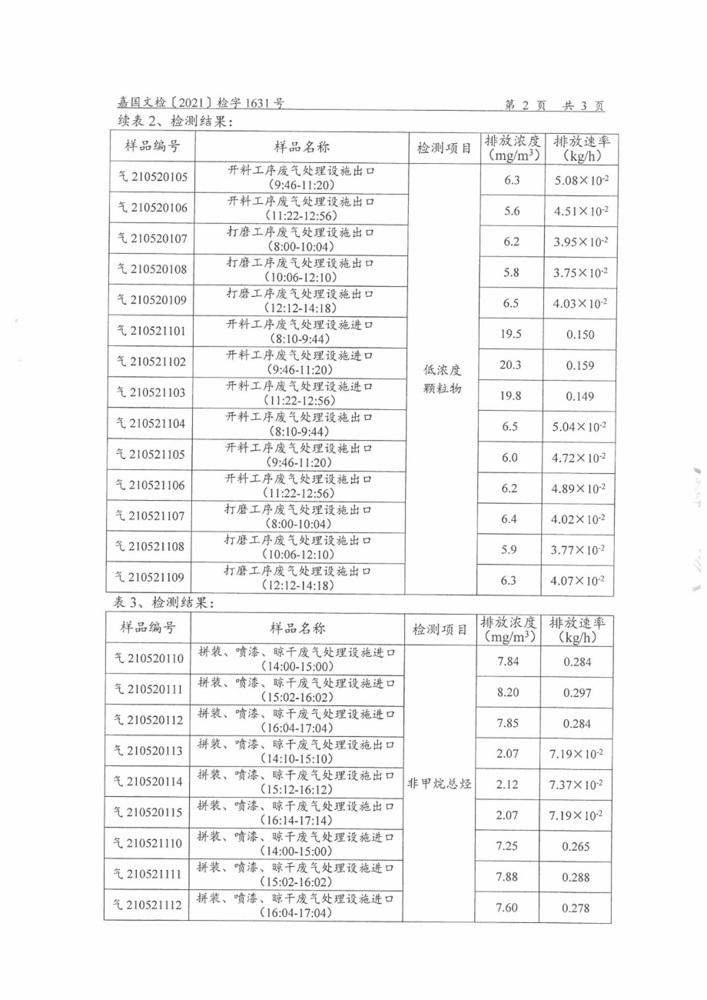 嘉国文检〔2021〕检字1631号 第 2 页 共 3 页
续表 2、检测结果：
样品编号 样品名称 检测项目 排放浓度(mg/m³) 排放速率(kg/h)
气 210520105 开料工序废气处理设施出口(9:46-11:20) 6.3 5.08×10⁻²
气 210520106 开料工序废气处理设施出口(11:22-12:56) 5.6 4.51×10⁻²
气 210520107 打磨工序废气处理设施出口(8:00-10:04) 6.2 3.95×10⁻²
气 210520108 打磨工序废气处理设施出口(10:06-12:10) 5.8 3.75×10⁻²
气 210520109 打磨工序废气处理设施出口(12:12-14:18) 6.5 4.03×10⁻²
气 210521101 开料工序废气处理设施进口(8:10-9:44) 19.5 0.150
气 210521102 开料工序废气处理设施进口(9:46-11:20) 低浓度颗粒物 20.3 0.159
气 210521103 开料工序废气处理设施进口(11:22-12:56) 19.8 0.149
气 210521104 开料工序废气处理设施出口(8:10-9:44) 6.5 5.04×10⁻²
气 210521105 开料工序废气处理设施出口(9:46-11:20) 6.0 4.72×10⁻²
气 210521106 开料工序废气处理设施出口(11:22-12:56) 6.2 4.89×10⁻²
气 210521107 打磨工序废气处理设施出口(8:00-10:04) 6.4 4.02×10⁻²
气 210521108 打磨工序废气处理设施出口(10:06-12:10) 5.9 3.77×10⁻²
气 210521109 打磨工序废气处理设施出口(12:12-14:18) 6.3 4.07×10⁻²
表 3、检测结果：
样品编号 样品名称 检测项目 排放浓度(mg/m³) 排放速率(kg/h)
气 210520110 拼装、喷漆、晾干废气处理设施进口(14:00-15:00) 7.84 0.284
气 210520111 拼装、喷漆、晾干废气处理设施进口(15:02-16:02) 8.20 0.297
气 210520112 拼装、喷漆、晾干废气处理设施进口(16:04-17:04) 7.85 0.284
气 210520113 拼装、喷漆、晾干废气处理设施出口(14:10-15:10) 2.07 7.19×10⁻²
气 210520114 拼装、喷漆、晾干废气处理设施出口(15:12-16:12) 非甲烷总烃 2.12 7.37×10⁻²
气 210520115 拼装、喷漆、晾干废气处理设施出口(16:14-17:14) 2.07 7.19×10⁻²
气 210521110 拼装、喷漆、晾干废气处理设施进口(14:00-15:00) 7.25 0.265
气 210521111 拼装、喷漆、晾干废气处理设施进口(15:02-16:02) 7.88 0.288
气 210521112 拼装、喷漆、晾干废气处理设施进口(16:04-17:04) 7.60 0.278